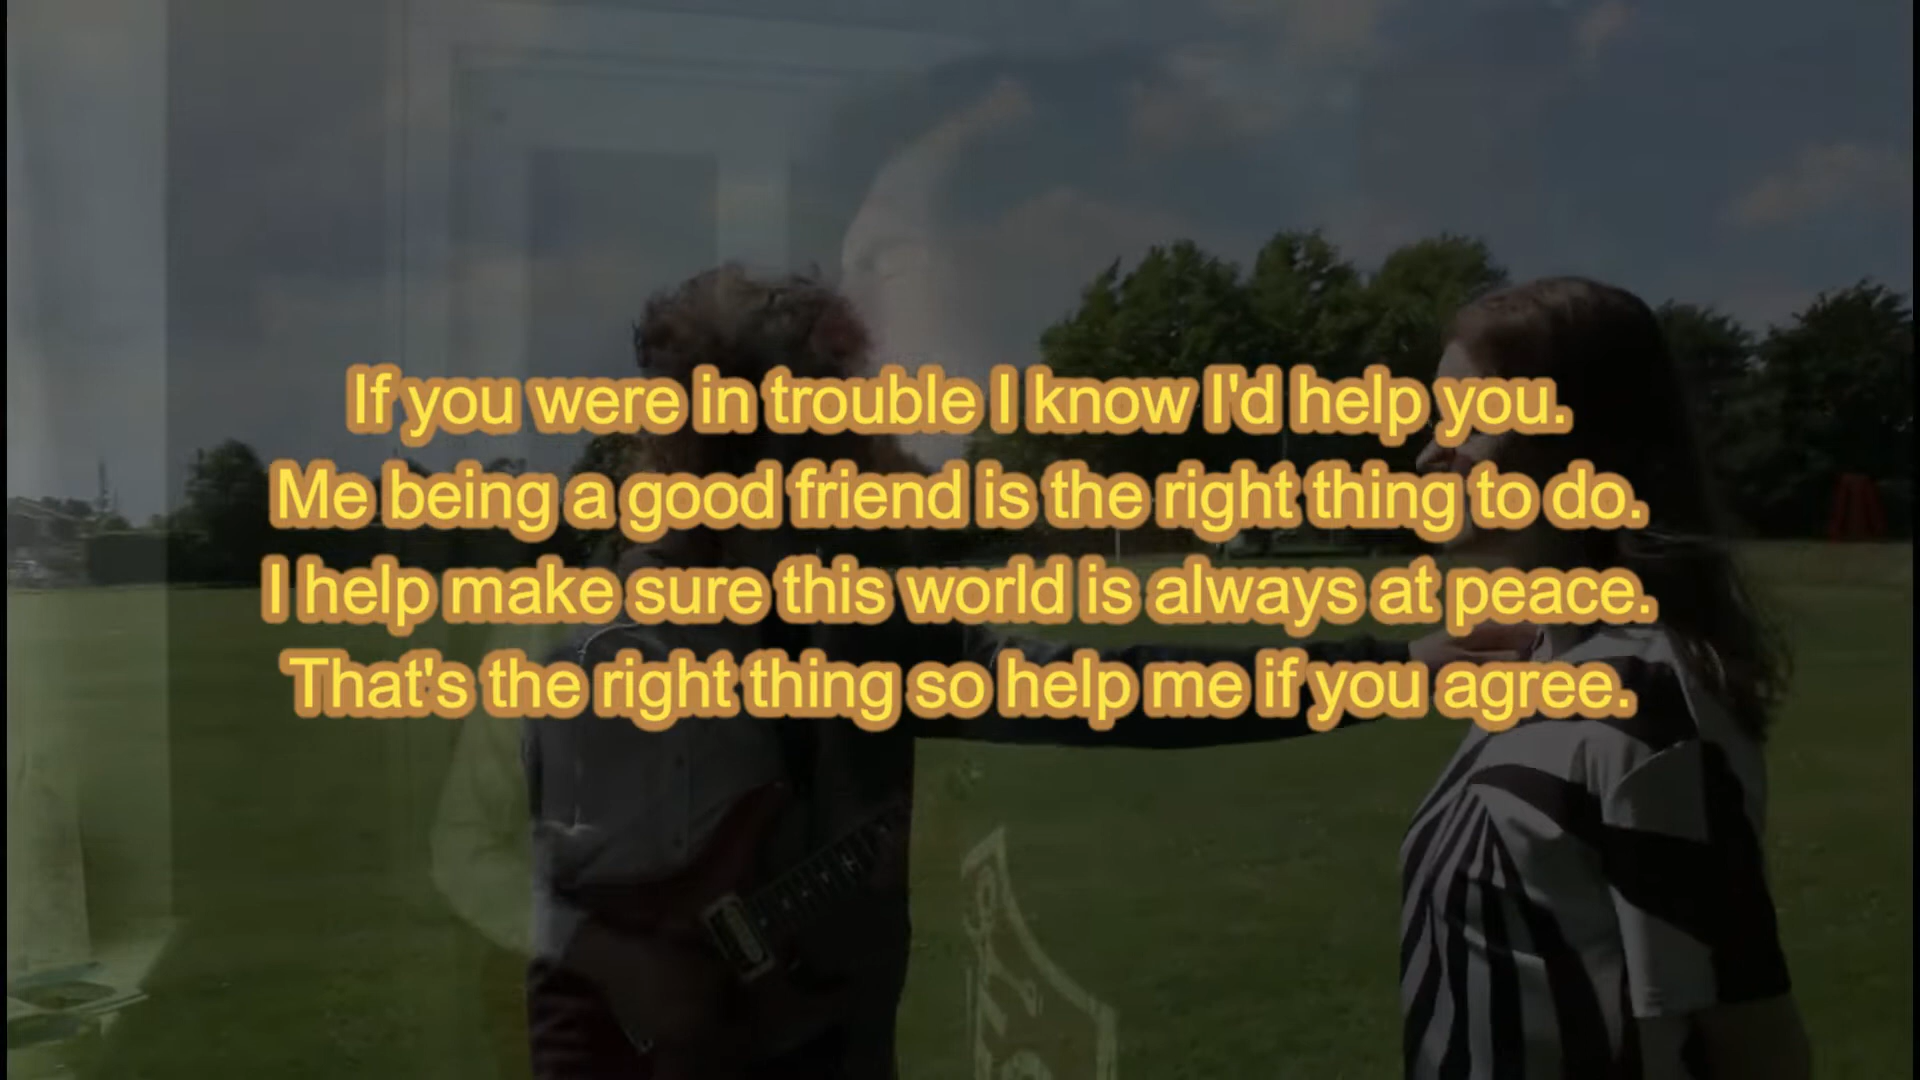 If you were in trouble I know I'd help you.
Me being a good friend is the right thing to do.
I help make sure this world is always at peace.
That's the right thing so help me if you agree.